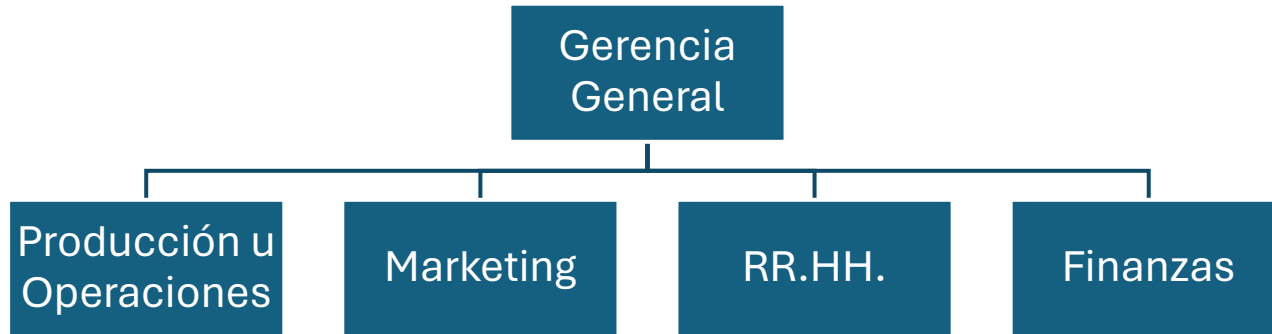 Gerencia
General
Producción u
Operaciones
Marketing
RR.HH.
Finanzas